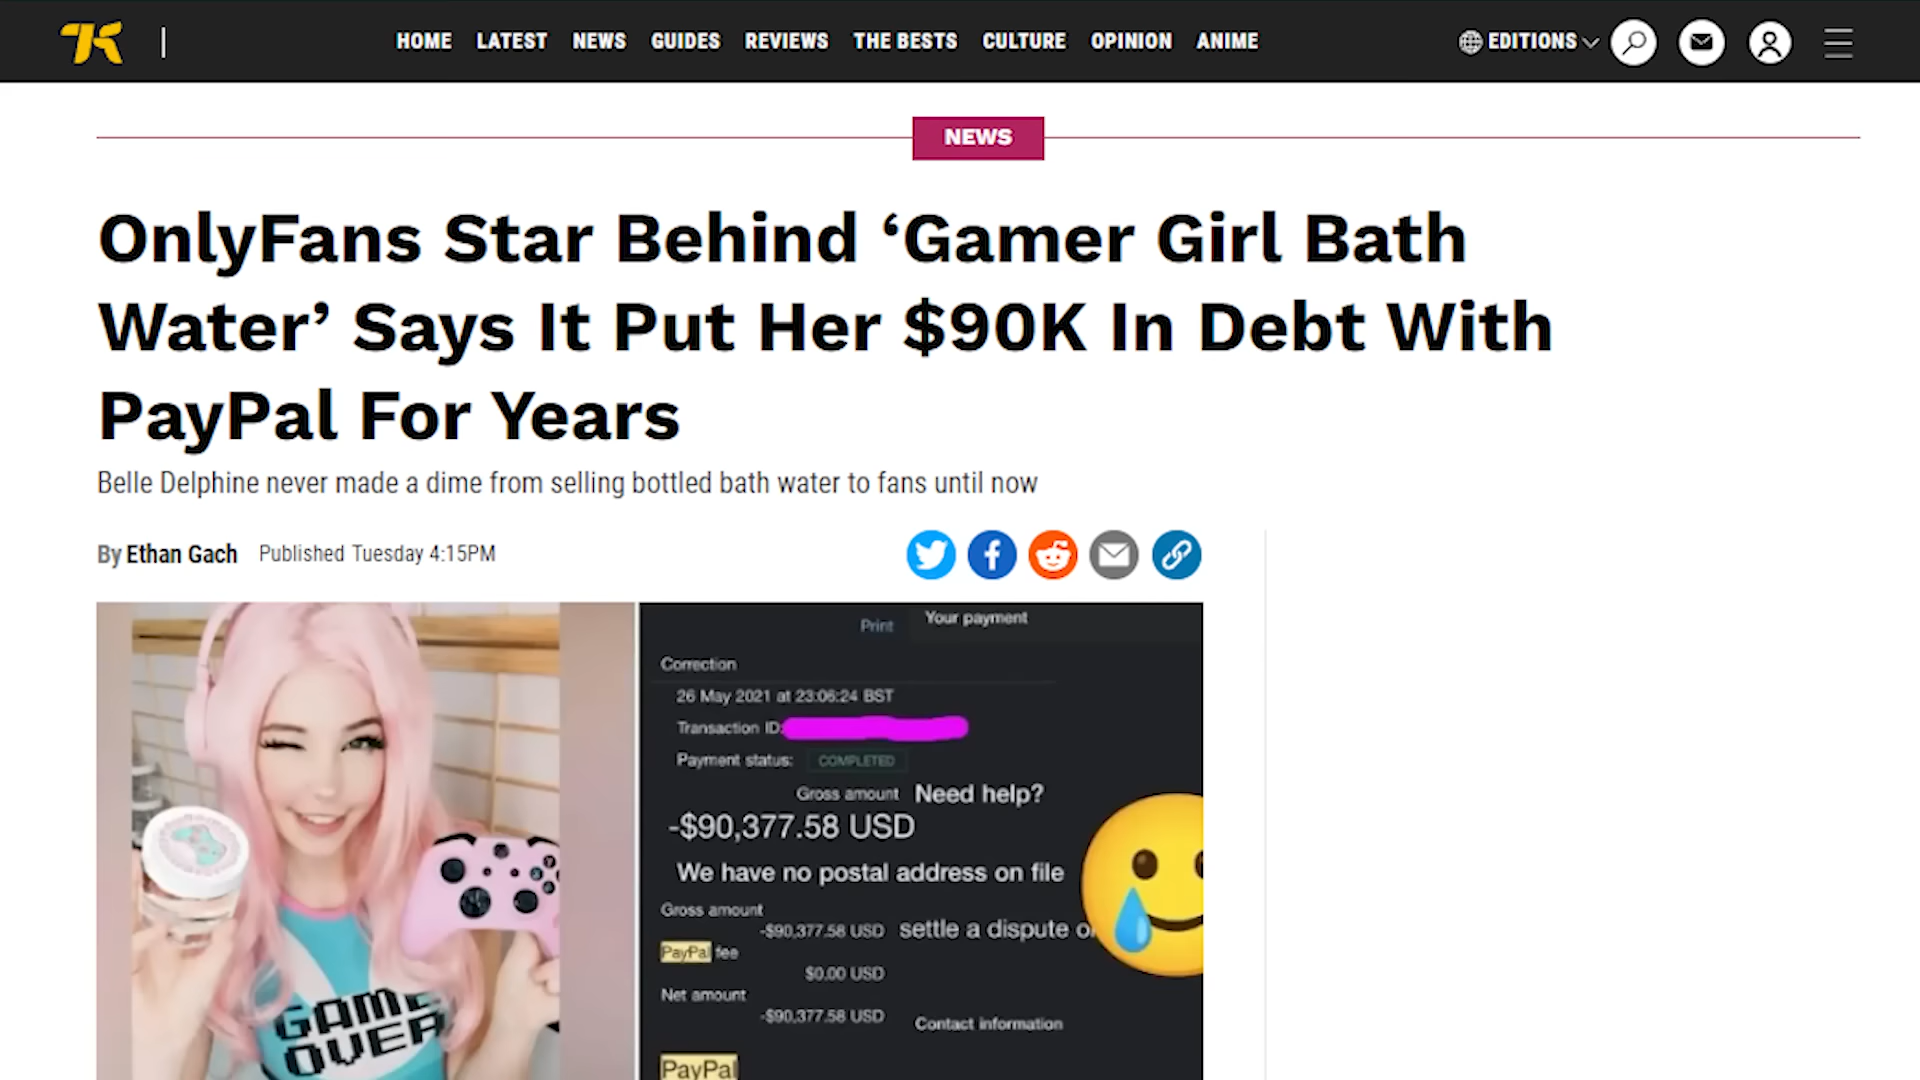 HOME LATEST NEWS GUIDES REVIEWS THE BESTS CULTURE OPINION ANIME EDITIONS
NEWS
OnlyFans Star Behind ‘Gamer Girl Bath
Water’ Says It Put Her $90K In Debt With
PayPal For Years
Belle Delphine never made a dime from selling bottled bath water to fans until now
By Ethan Gach Published Tuesday 4:15PM
GAME
OVER
Print Your payment
Correction
26 May 2021 at 23:06:24 BST
Transaction ID:
Payment status: COMPLETED
Gross amount Need help?
-$90,377.58 USD
We have no postal address on file
Gross amount
-$90,377.58 USD settle a dispute
PayPal fee
$0.00 USD
Net amount
-$90,377.58 USD Contact information
PayPal